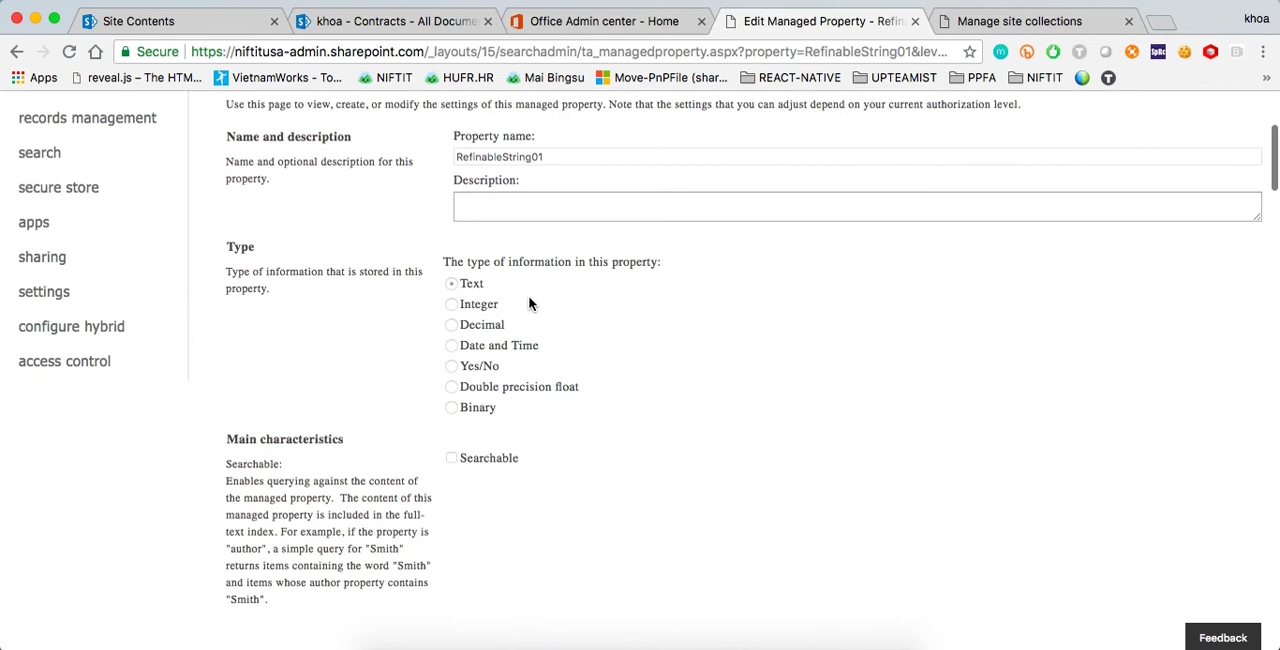 Site Contents
khoa - Contracts - All Docume
Office Admin center - Home
Edit Managed Property - Refin
Manage site collections
khoa
Secure
https://niftitusa-admin.sharepoint.com/_layouts/15/searchadmin/ta_managedproperty.aspx?property=RefinableString01&lev...
Apps
reveal.js – The HTM...
VietnamWorks - To...
NIFTIT
HUFR.HR
Mai Bingsu
Move-PnPFile (shar...
REACT-NATIVE
UPTEAMIST
PPFA
NIFTIT
»
records management
search
secure store
apps
sharing
settings
configure hybrid
access control
Use this page to view, create, or modify the settings of this managed property. Note that the settings that you can adjust depend on your current authorization level.
Name and description
Name and optional description for this
property.
Property name:
RefinableString01
Description:
Type
Type of information that is stored in this
property.
The type of information in this property:
Text
Integer
Decimal
Date and Time
Yes/No
Double precision float
Binary
Main characteristics
Searchable:
Enables querying against the content of
the managed property. The content of this
managed property is included in the full-
text index. For example, if the property is
"author", a simple query for "Smith"
returns items containing the word "Smith"
and items whose author property contains
"Smith".
Searchable
Feedback